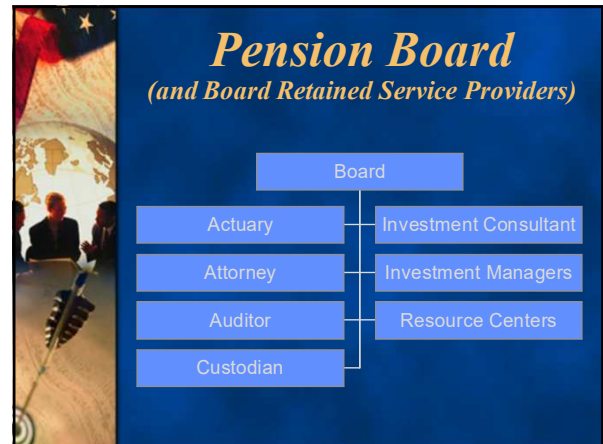 Pension Board
(and Board Retained Service Providers)
Board
Actuary
Investment Consultant
Attorney
Investment Managers
Auditor
Resource Centers
Custodian